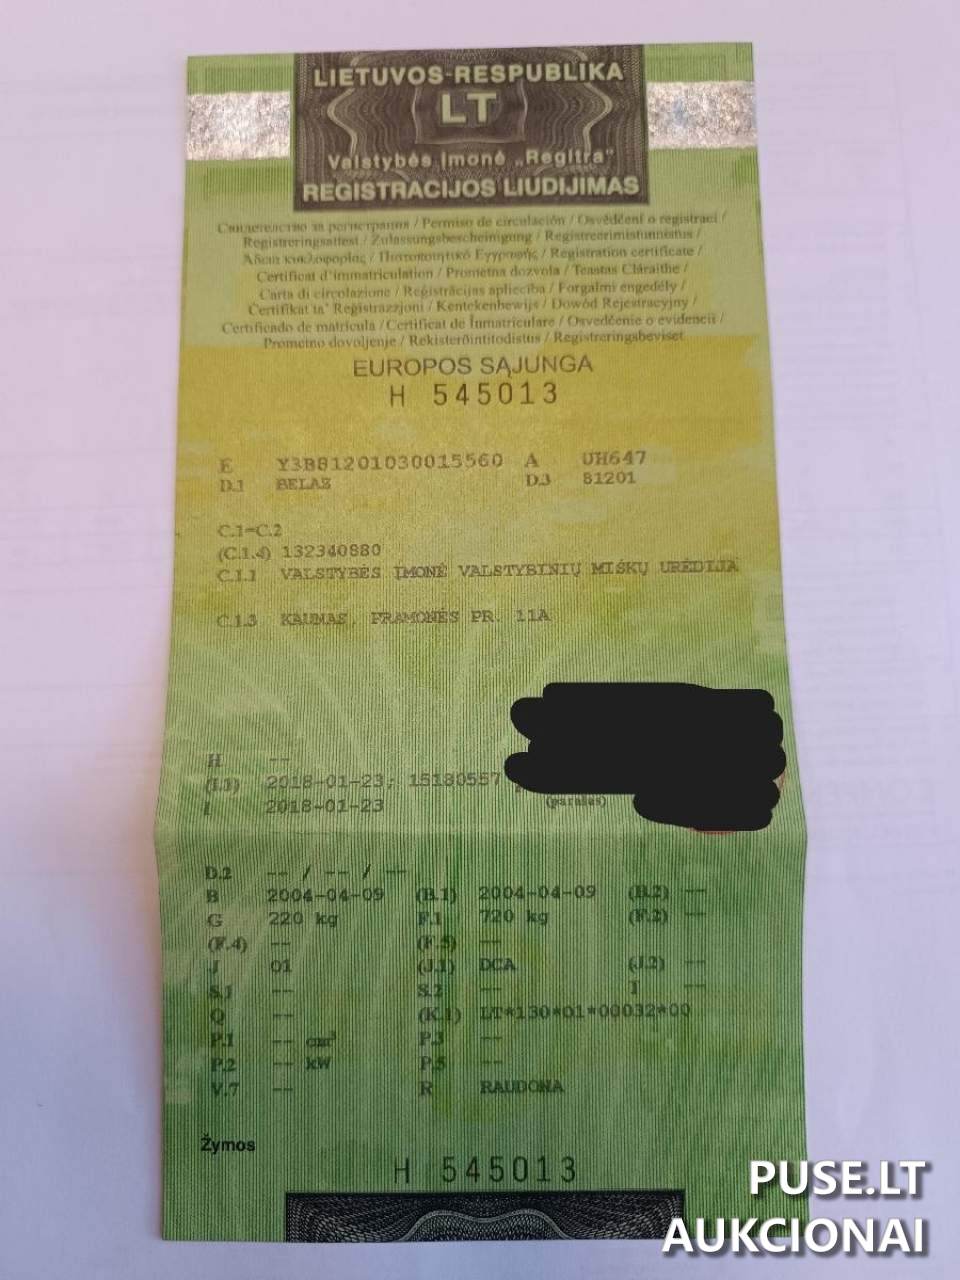 LIETUVOS RESPUBLIKA
LT
Valstybės įmonė „Regitra"
REGISTRACIJOS LIUDIJIMAS
Свидетелство за регистрация / Permiso de circulación / Osvědčení o registraci /
Registreringsattest / Zulassungsbescheinigung / Registreerimistunnistus /
Άδεια κυκλοφορίας / Πιστοποιητικό Εγγραφής / Registration certificate /
Certificat d'immatriculation / Prometna dozvola / Teastas Cláraithe /
Carta di circolazione / Reģistrācijas apliecība / Forgalmi engedély /
Ċertifikat ta' Reġistrazzjoni / Kentekenbewijs / Dowód Rejestracyjny /
Certificado de matrícula / Certificat de Înmatriculare / Osvedčenie o evidencii /
Prometno dovoljenje / Rekisteröintitodistus / Registreringsbeviset
EUROPOS SĄJUNGA
H 545013
E Y3B81201030015560 A UH647
D.1 BELAZ D.3 81201
C.1=C.2
(C.1.4) 132340880
C.1.1 VALSTYBĖS ĮMONĖ VALSTYBINIŲ MIŠKŲ URĖDIJA
C.1.3 KAUNAS, PRAMONĖS PR. 11A
H --
(I.1) 2018-01-23; 15180557
I 2018-01-23 (parašas)
D.2 -- / -- / --
B 2004-04-09 (B.1) 2004-04-09 (B.2) --
G 220 kg F.1 720 kg (F.2) --
(F.4) -- (F.5) --
J 01 (J.1) DCA (J.2) --
S.1 -- S.2 -- T --
Q -- (K.1) LT*130*01*00032*00
P.1 -- cm³ P.3 --
P.2 -- kW P.5 --
V.7 -- R RAUDONA
Žymos
H 545013
PUSE.LT
AUKCIONAI